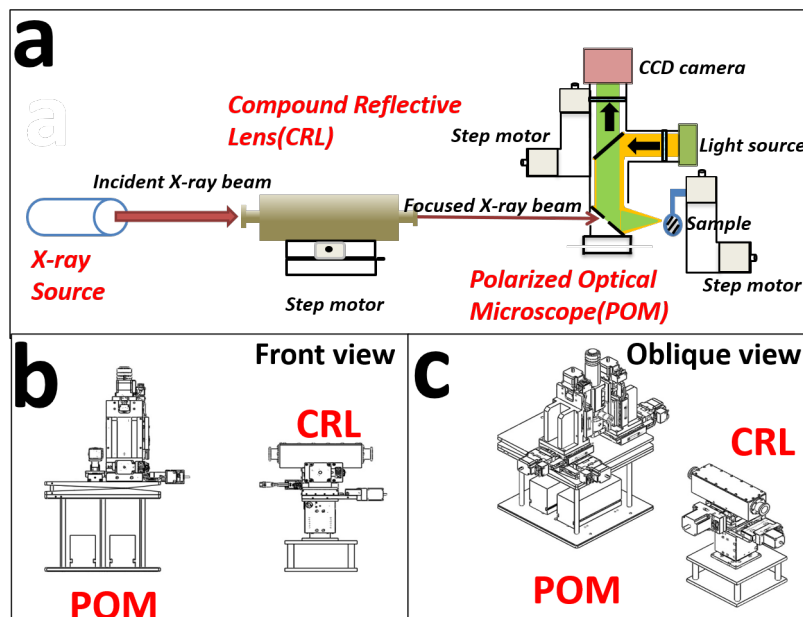 a
a
CCD camera
Compound Reflective
Lens(CRL)
Step motor
Light source
Incident X-ray beam
Focused X-ray beam
Sample
X-ray
Source
Step motor
Polarized Optical
Microscope(POM)
Step motor
b
Front view
CRL
POM
c
Oblique view
CRL
POM